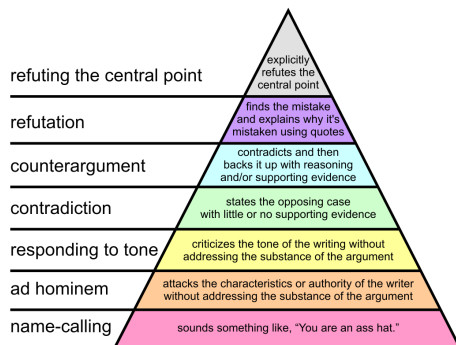 explicitly
refutes the
central point
refuting the central point
finds the mistake
and explains why it's
mistaken using quotes
refutation
contradicts and then
backs it up with reasoning
and/or supporting evidence
counterargument
states the opposing case
with little or no supporting evidence
contradiction
criticizes the tone of the writing without
addressing the substance of the argument
responding to tone
attacks the characteristics or authority of the writer
without addressing the substance of the argument
ad hominem
name-calling
sounds something like, “You are an ass hat.”